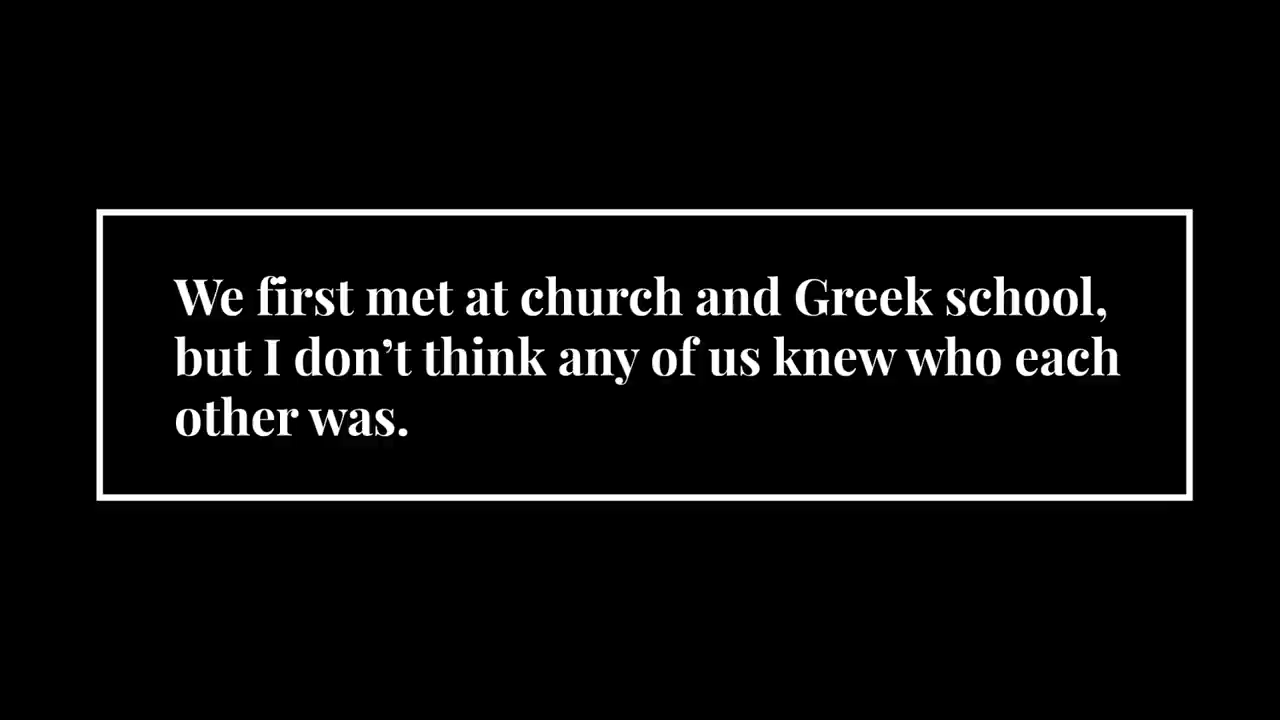 We first met at church and Greek school,
but I don’t think any of us knew who each
other was.